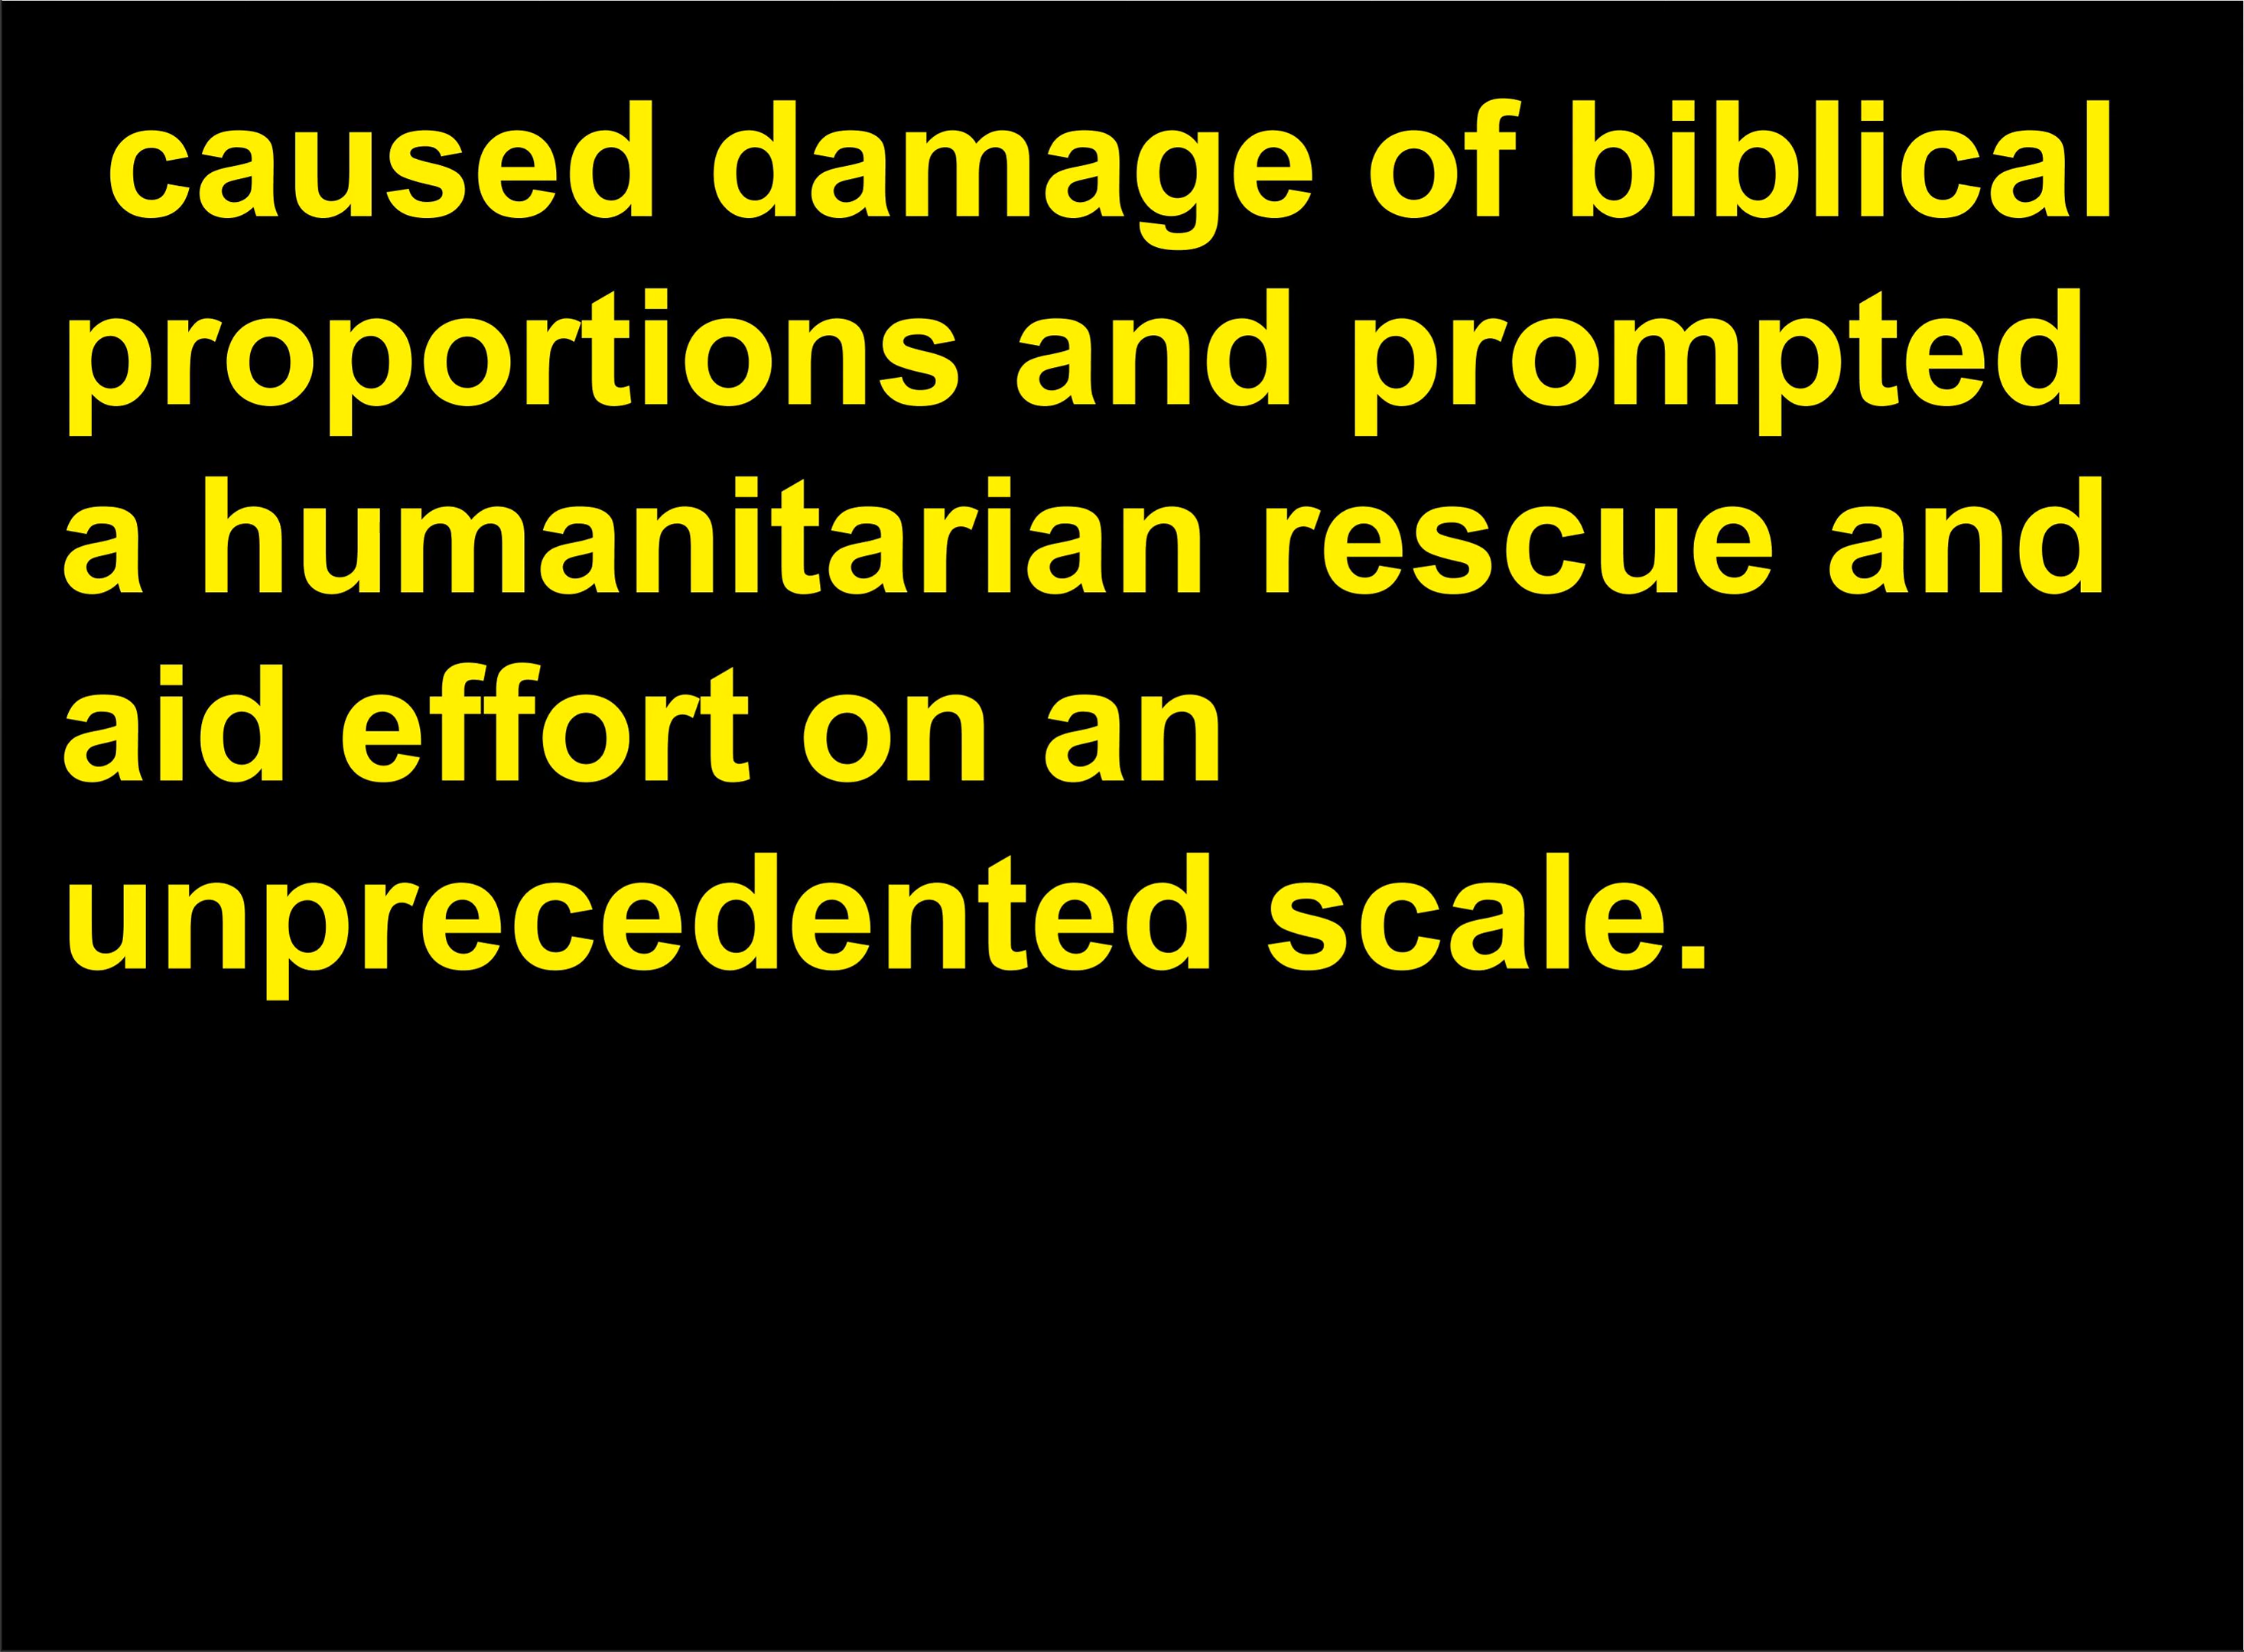 caused damage of biblical
proportions and prompted
a humanitarian rescue and
aid effort on an
unprecedented scale.